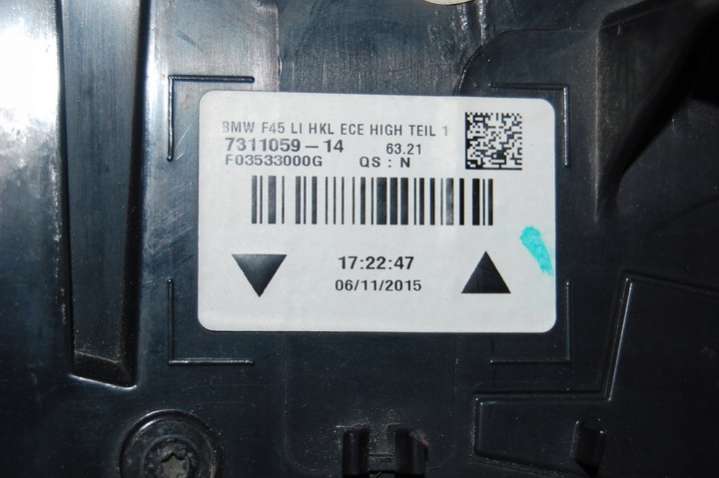 BMW F45 LI HKL ECE HIGH TEIL 1
7311059-14 63.21
F03533000G QS : N
17:22:47
06/11/2015